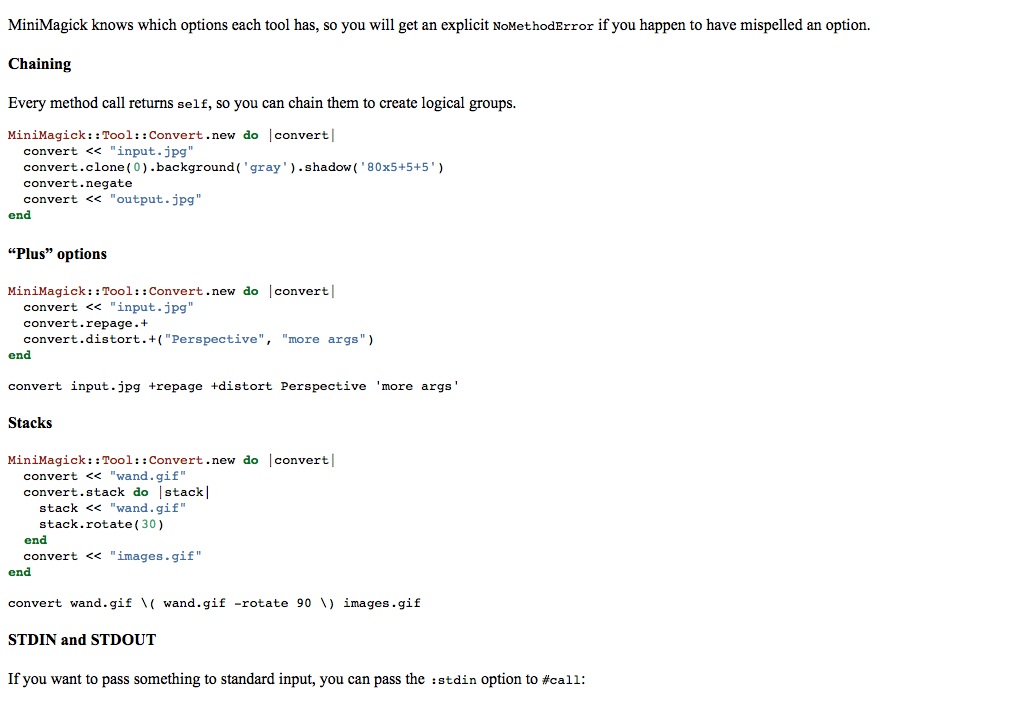 MiniMagick knows which options each tool has, so you will get an explicit NoMethodError if you happen to have mispelled an option.
Chaining
Every method call returns self, so you can chain them to create logical groups.
MiniMagick::Tool::Convert.new do |convert|
  convert << "input.jpg"
  convert.clone(0).background('gray').shadow('80x5+5+5')
  convert.negate
  convert << "output.jpg"
end
“Plus” options
MiniMagick::Tool::Convert.new do |convert|
  convert << "input.jpg"
  convert.repage.+
  convert.distort.+("Perspective", "more args")
end
convert input.jpg +repage +distort Perspective 'more args'
Stacks
MiniMagick::Tool::Convert.new do |convert|
  convert << "wand.gif"
  convert.stack do |stack|
    stack << "wand.gif"
    stack.rotate(30)
  end
  convert << "images.gif"
end
convert wand.gif \( wand.gif -rotate 90 \) images.gif
STDIN and STDOUT
If you want to pass something to standard input, you can pass the :stdin option to #call: